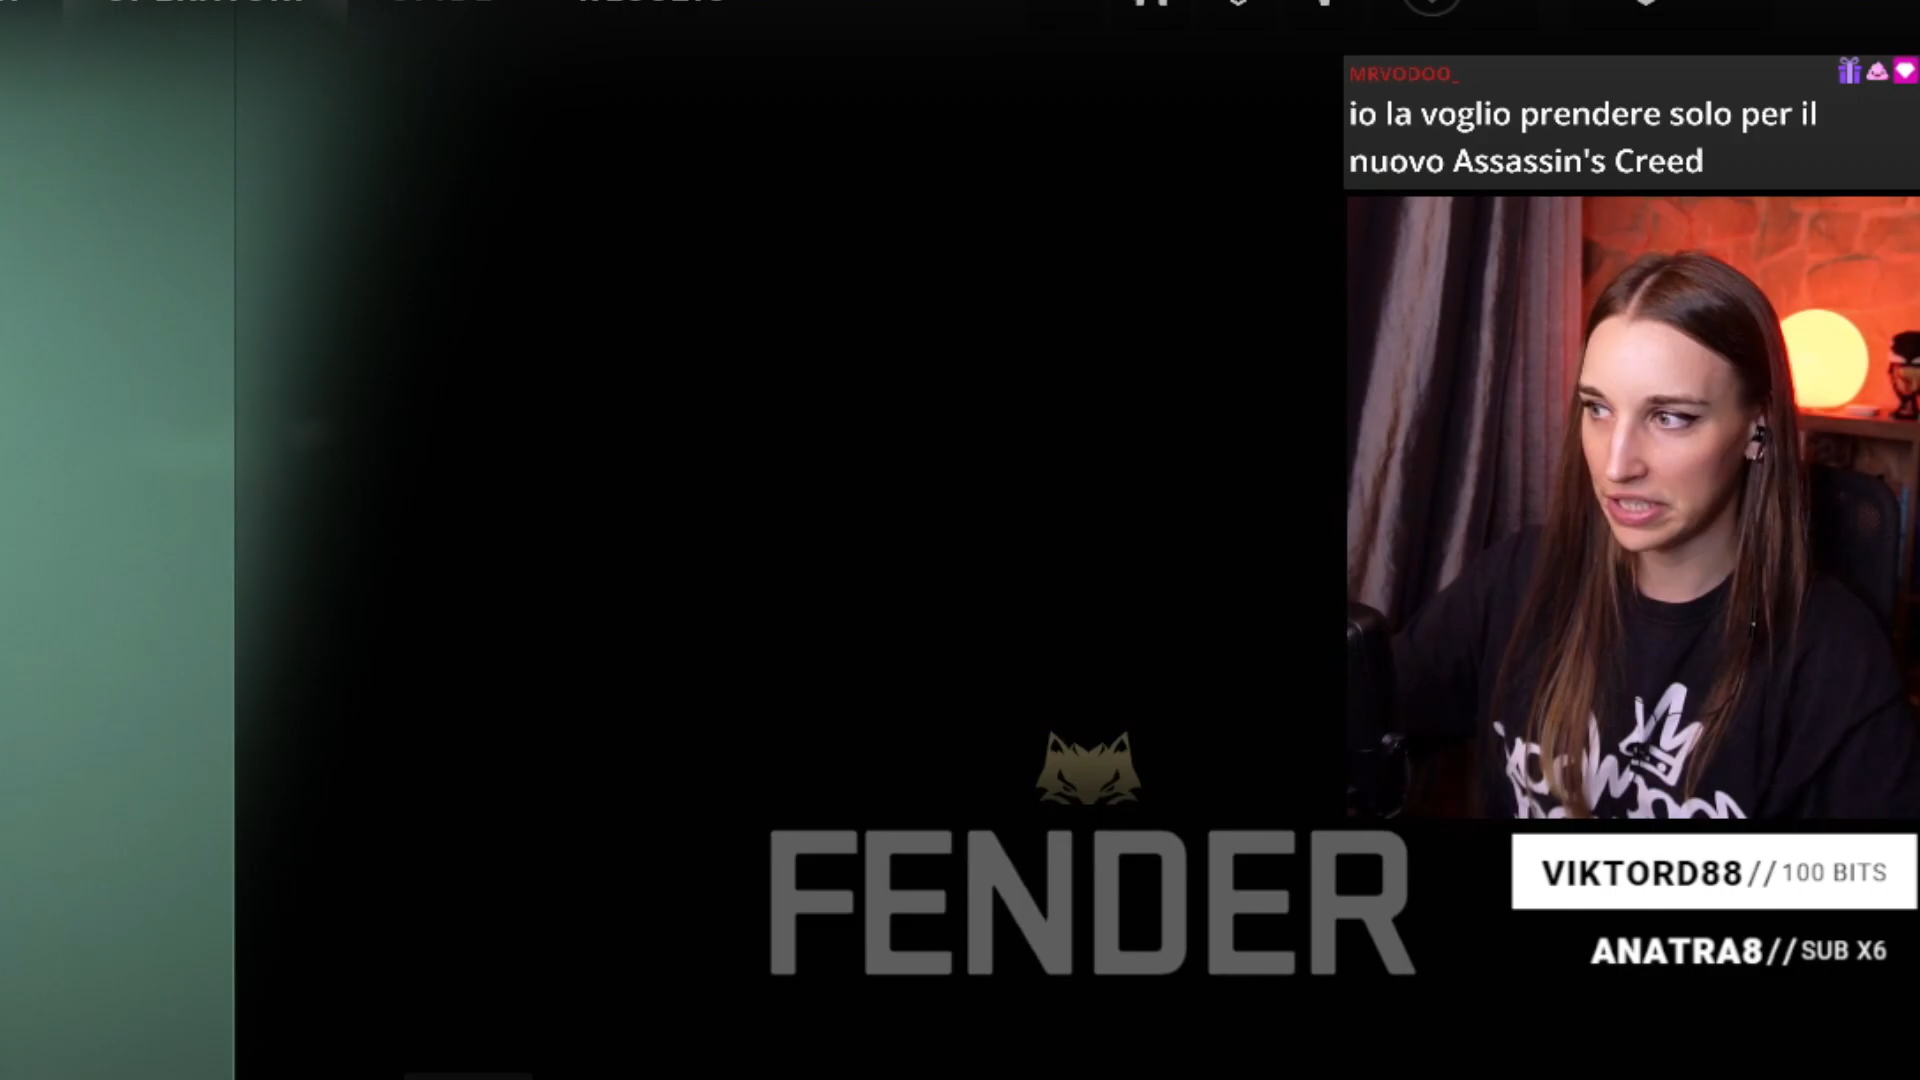 MRVODOO_
io la voglio prendere solo per il
nuovo Assassin's Creed
FENDER
VIKTORD88// 100 BITS
ANATRA8// SUB X6